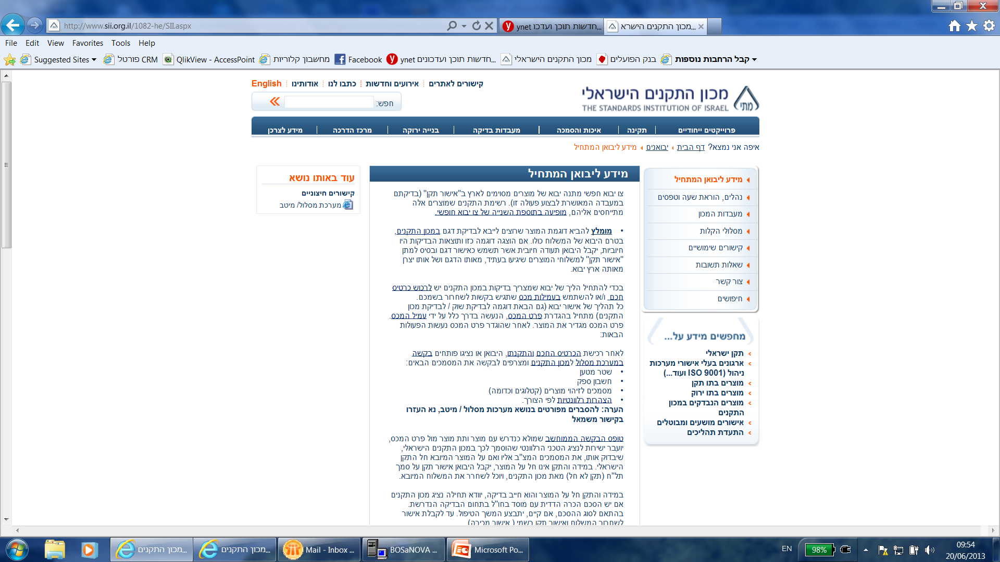 http://www.sii.org.il/1082-he/SII.aspx
ynet חדשות תוכן ועדכו...
מכון התקנים הישרא...
File Edit View Favorites Tools Help
Suggested Sites
CRM פורטל
QlikView - AccessPoint
מחשבון קלוריות
Facebook
ynet חדשות תוכן ועדכונים...
מכון התקנים הישראלי
בנק הפועלים
קבל הרחבות נוספות
קישורים לאתרים
אירועים וחדשות
כתבו לנו
אודותינו
English
חפש:
מכון התקנים הישראלי
THE STANDARDS INSTITUTION OF ISRAEL
מתי
פרוייקטים ייחודיים
תקינה
איכות והסמכה
מעבדות בדיקה
בנייה ירוקה
מרכז הדרכה
מידע לצרכן
איפה אני נמצא? דף הבית יבואנים מידע ליבואן המתחיל
מידע ליבואן המתחיל
נהלים, הוראת שעה וטפסים
מעבדות המכון
מסלולי הקלות
קישורים שימושיים
שאלות תשובות
צור קשר
חיפושים
מחפשים מידע על...
תקן ישראלי
ארגונים בעלי אישורי מערכות
ניהול (ISO 9001 ועוד...)
מוצרים בתו תקן
מוצרים בתו ירוק
מוצרים הנבדקים במכון
התקנים
אישורים מושעים ומבוטלים
התעדת תהליכים
מידע ליבואן המתחיל
צו יבוא חפשי מתנה יבוא של מוצרים מסוימים לארץ ב"אישור תקן" (בדיקתם
במעבדה המאושרת לבצוע פעולה זו). רשימת התקנים שמוצרים אלה
מתייחסים אליהם, מופיעה בתוספת השנייה של צו יבוא חופשי.
• מומלץ להביא דוגמת המוצר שרוצים לייבא לבדיקת דגם במכון התקנים,
בטרם היבוא של המשלוח כולו. אם הוצגה דוגמה כזו ותוצאות הבדיקות היו
חיוביות, יקבל היבואן תעודה חיובית אשר תשמש כאישור דגם ובסיס למתן
"אישור תקן" למשלוחי המוצרים שיגיעו בעתיד, מאותו הדגם ושל אותו יצרן
מאותה ארץ יבוא.
בכדי להתחיל הליך של יבוא שמצריך בדיקות במכון התקנים יש לרכוש כרטיס
חכם ו/או להשתמש בעמילות מכס שתגיש בקשות לשחרור בשמכם.
כל תהליך של אישור יבוא (גם הבאת דוגמה לבדיקת שוק / לבדיקת מכון
התקנים) מתחיל בהגדרת פרט המכס, הנעשה בדרך כלל על ידי עמיל המכס.
פרט המכס מגדיר את המוצר. לאחר שהוגדר פרט המכס נעשות הפעולות
הבאות:
לאחר רכישת הכרטיס החכם והתקנתו, היבואן או נציגו פותחים בקשה
במערכת מסלול למכון התקנים ומצרפים לבקשה את המסמכים הבאים:
• שטר מטען
• חשבון ספק
• מסמכים לזיהוי מוצרים (קטלוגים וכדומה)
• הצהרות רלוונטיות לפי הצורך.
הערה: להסברים מפורטים בנושא מערכות מסלול / מיטב, נא העזרו
בקישור משמאל
טופס הבקשה הממוחשב שמולא כנדרש עם מוצר ותת מוצר מול פרט המכס,
יועבר ישירות לנציג הטכני הרלוונטי שהוסמך לכך במכון התקנים הישראלי,
שיבדוק אותו, את המסמכים המצ"ב אליו ואם על המוצר המיובא חל התקן
הישראלי. במידה והתקן אינו חל על המוצר, יקבל היבואן אישור תקן על סמך
תל"ח (תקן לא חל) מאת מכון התקנים, ויוכל לשחרר את המשלוח המיובא.
במידה והתקן חל על המוצר והוא חייב בדיקה, יוודא תחילה נציג מכון התקנים
אם יש הסכם הכרה הדדית עם מוסד בחו"ל בתחום הבדיקה הנדרשת.
בהתאם לסוג ההסכם, אם קיים, יתבצע המשך הטיפול. עד לקבלת אישור
לשחרור המשלוח ואישור תקן רשמי ( אישור מכירה)
עוד באותו נושא
קישורים חיצוניים
מערכת מסלול/ מיטב
מכון התקנים...
מכון התקנים...
Mail - Inbox ...
BOSaNOVA ...
Microsoft Po...
EN
98%
09:54
20/06/2013